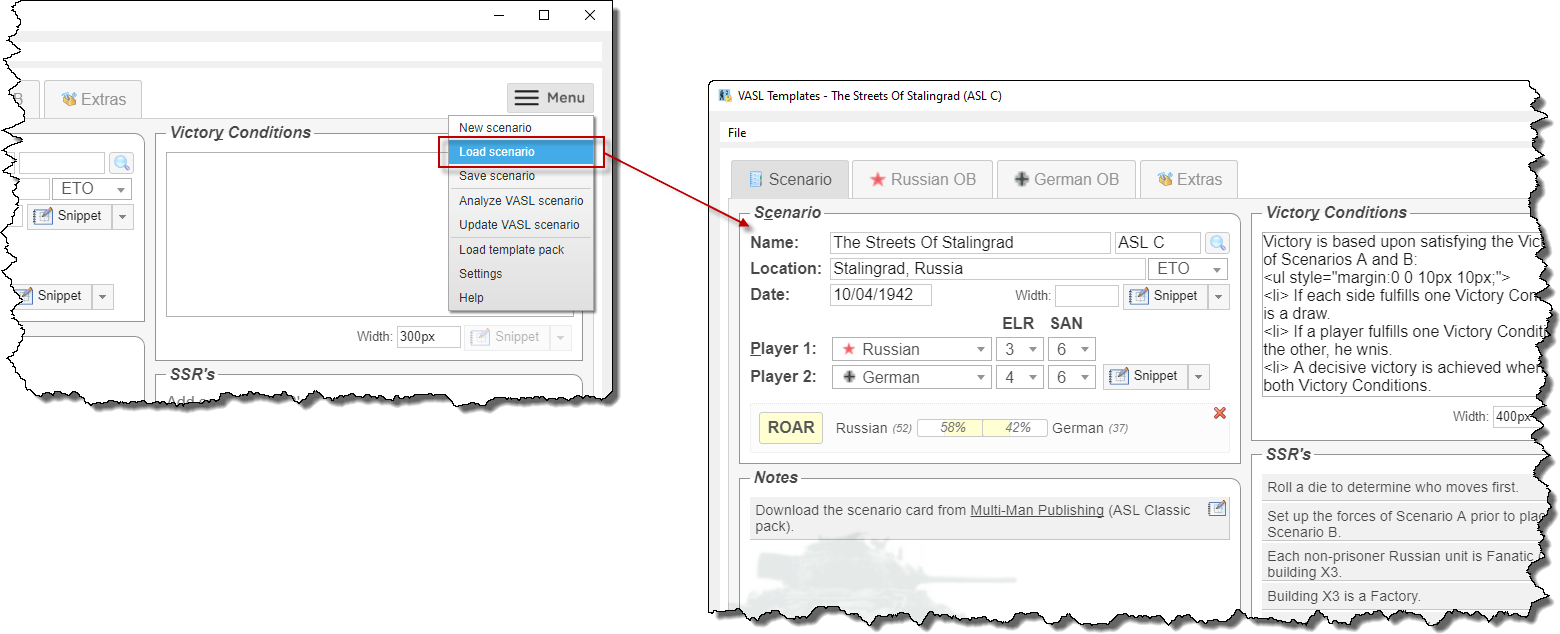 B
Extras
Menu
New scenario
Load scenario
Save scenario
Analyze VASL scenario
Update VASL scenario
Load template pack
Settings
Help
Victory Conditions
ETO
Snippet
Snippet
Width: 300px Snippet
SSR's
VASL Templates - The Streets Of Stalingrad (ASL C)
File
Scenario Russian OB German OB Extras
Scenario
Name: The Streets Of Stalingrad ASL C
Location: Stalingrad, Russia ETO
Date: 10/04/1942 Width: Snippet
ELR SAN
Player 1: Russian 3 6
Player 2: German 4 6 Snippet
ROAR Russian (52) 58% 42% German (37)
Notes
Download the scenario card from Multi-Man Publishing (ASL Classic
pack).
Victory Conditions
Victory is based upon satisfying the Vic
of Scenarios A and B:
<ul style="margin:0 0 10px 10px;">
<li> If each side fulfills one Victory Con
is a draw.
<li> If a player fulfills one Victory Conditi
the other, he wnis.
<li> A decisive victory is achieved when
both Victory Conditions.
Width: 400px
SSR's
Roll a die to determine who moves first.
Set up the forces of Scenario A prior to pla
Scenario B.
Each non-prisoner Russian unit is Fanatic
building X3.
Building X3 is a Factory.